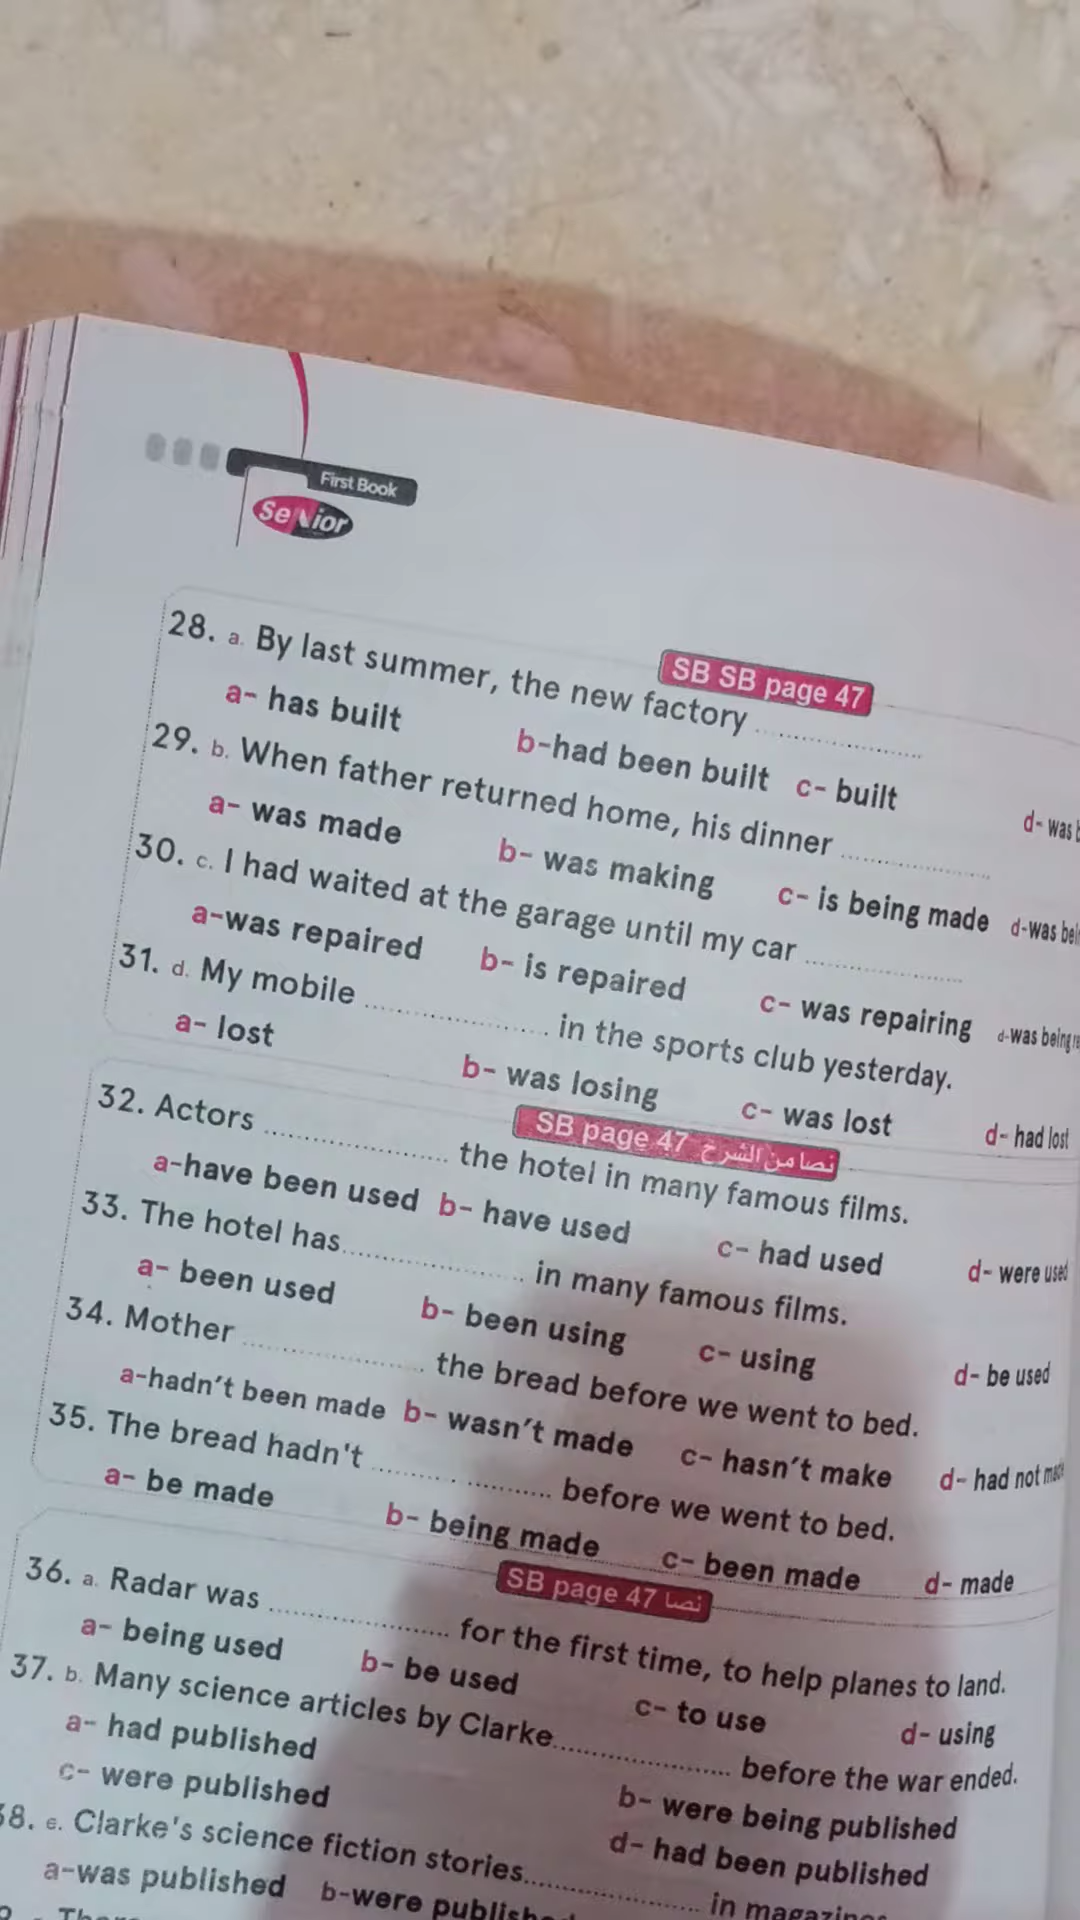 First Book
Senior
SB SB page 47
28. a. By last summer, the new factory ....................
a- has built b-had been built c- built d- was
29. b. When father returned home, his dinner ....................
a- was made b- was making c- is being made d-was
30. c. I had waited at the garage until my car ....................
a-was repaired b- is repaired c- was repairing d-was being
31. d. My mobile .................... in the sports club yesterday.
a- lost b- was losing c- was lost d- had lost
SB page 47 نصا من الشرح
32. Actors .................... the hotel in many famous films.
a-have been used b- have used c- had used d- were used
33. The hotel has.................... in many famous films.
a- been used b- been using c- using d- be used
34. Mother .................... the bread before we went to bed.
a-hadn't been made b- wasn't made c- hasn't make d- had not
35. The bread hadn't .................... before we went to bed.
a- be made b- being made c- been made d- made
SB page 47 نصا
36. a. Radar was .................... for the first time, to help planes to land.
a- being used b- be used c- to use d- using
37. b. Many science articles by Clarke.................... before the war ended.
a- had published b- were being published
c- were published d- had been published
38. e. Clarke's science fiction stories.................... in
a-was published b-were